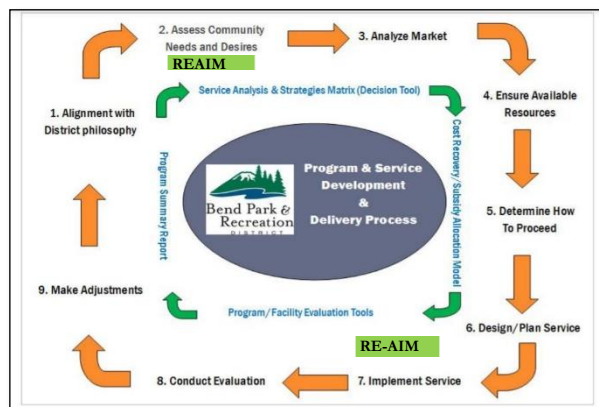 2. Assess Community
Needs and Desires
REAIM
3. Analyze Market
4. Ensure Available
Resources
5. Determine How
To Proceed
6. Design/Plan Service
7. Implement Service
RE-AIM
8. Conduct Evaluation
9. Make Adjustments
1. Alignment with
District philosophy
Service Analysis & Strategies Matrix (Decision Tool)
Cost Recovery/Subsidy Allocation Model
Program/Facility Evaluation Tools
Program Summary Report
Bend Park &
Recreation
DISTRICT
Program & Service
Development
&
Delivery Process